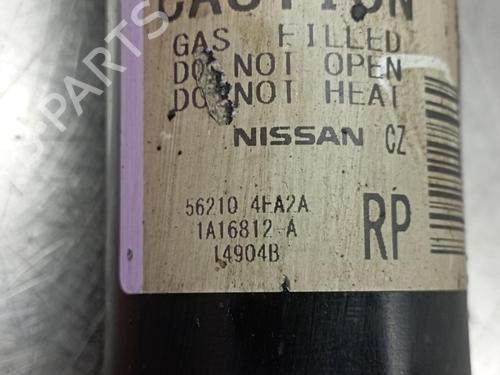 CAUTION
GAS FILLED
DO NOT OPEN
DO NOT HEAT
NISSAN CZ
56210 4EA2A
1A16812-A
14904B
RP